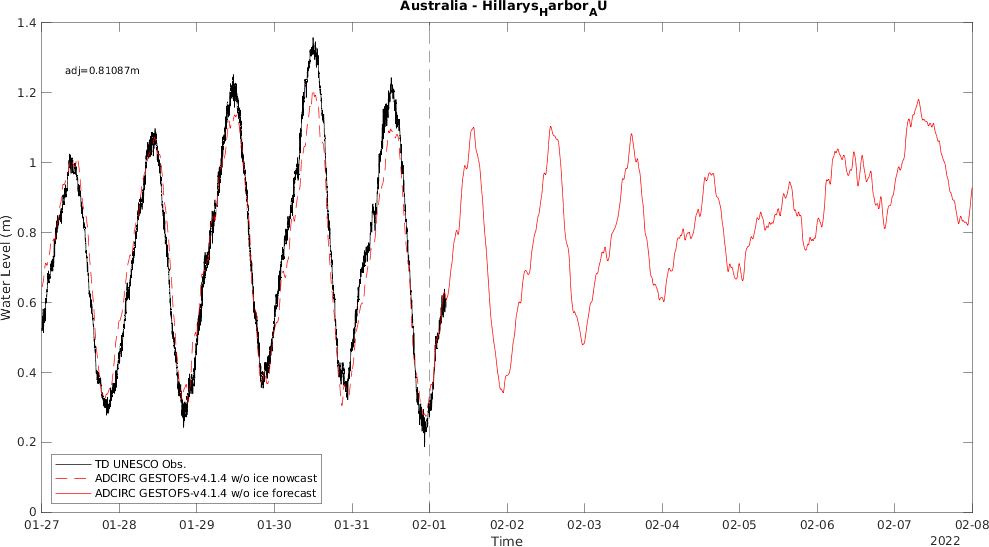 Australia - HillarysHarborAU
1.4
adj=0.81087m
1.2
1
0.8
0.6
0.4
0.2
0
Water Level (m)
TD UNESCO Obs.
ADCIRC GESTOFS-v4.1.4 w/o ice nowcast
ADCIRC GESTOFS-v4.1.4 w/o ice forecast
01-27 01-28 01-29 01-30 01-31 02-01 02-02 02-03 02-04 02-05 02-06 02-07 02-08
Time
2022